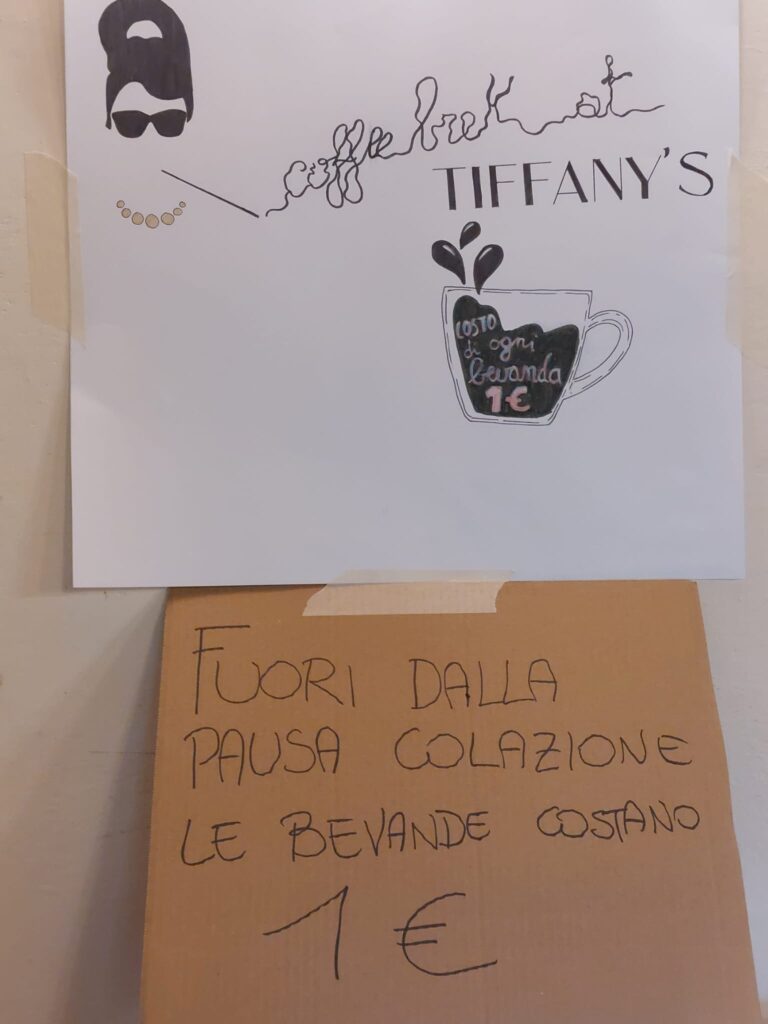 coffee break at
TIFFANY'S
COSTO
di ogni
bevanda
1€
FUORI DALLA
PAUSA COLAZIONE
LE BEVANDE COSTANO
1 €